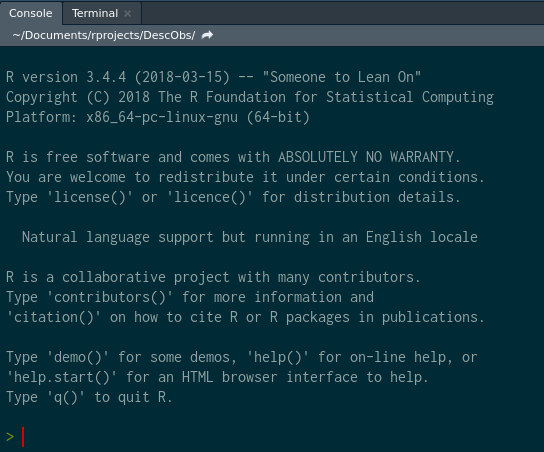 Console Terminal ×
~/Documents/rprojects/DescObs/
R version 3.4.4 (2018-03-15) -- "Someone to Lean On"
Copyright (C) 2018 The R Foundation for Statistical Computing
Platform: x86_64-pc-linux-gnu (64-bit)
R is free software and comes with ABSOLUTELY NO WARRANTY.
You are welcome to redistribute it under certain conditions.
Type 'license()' or 'licence()' for distribution details.
Natural language support but running in an English locale
R is a collaborative project with many contributors.
Type 'contributors()' for more information and
'citation()' on how to cite R or R packages in publications.
Type 'demo()' for some demos, 'help()' for on-line help, or
'help.start()' for an HTML browser interface to help.
Type 'q()' to quit R.
>